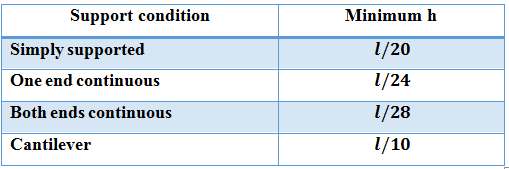 Support condition Minimum h
Simply supported l/20
One end continuous l/24
Both ends continuous l/28
Cantilever l/10